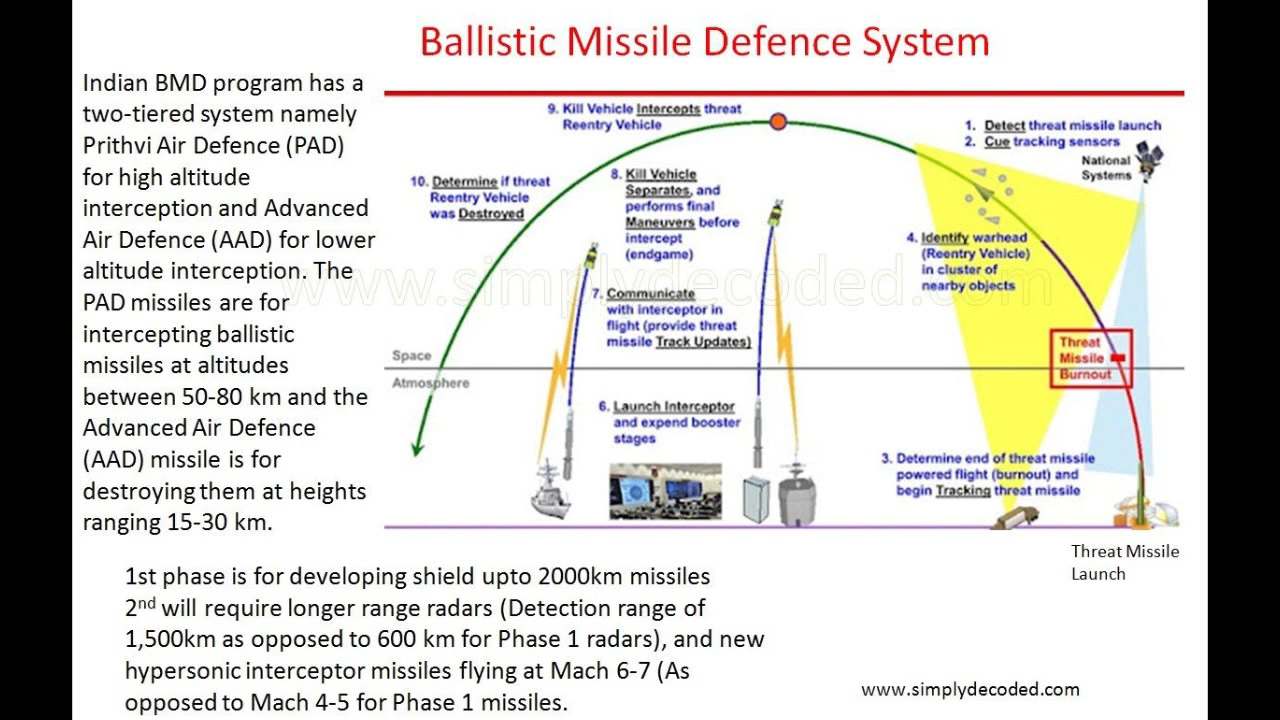 Ballistic Missile Defence System
Indian BMD program has a
two-tiered system namely
Prithvi Air Defence (PAD)
for high altitude
interception and Advanced
Air Defence (AAD) for lower
altitude interception. The
PAD missiles are for
intercepting ballistic
missiles at altitudes
between 50-80 km and the
Advanced Air Defence
(AAD) missile is for
destroying them at heights
ranging 15-30 km.
9. Kill Vehicle Intercepts threat
Reentry Vehicle
1. Detect threat missile launch
2. Cue tracking sensors
National
Systems
10. Determine if threat
Reentry Vehicle
was Destroyed
8. Kill Vehicle
Separates, and
performs final
Maneuvers before
intercept
(endgame)
4. Identify warhead
(Reentry Vehicle)
in cluster of
nearby objects
www.simplydecoded.com
7. Communicate
with interceptor in
flight (provide threat
missile Track Updates)
Threat
Missile
Burnout
Space
Atmosphere
6. Launch Interceptor
and expend booster
stages
3. Determine end of threat missile
powered flight (burnout) and
begin Tracking threat missile
Threat Missile
Launch
1st phase is for developing shield upto 2000km missiles
2nd will require longer range radars (Detection range of
1,500km as opposed to 600 km for Phase 1 radars), and new
hypersonic interceptor missiles flying at Mach 6-7 (As
opposed to Mach 4-5 for Phase 1 missiles.
www.simplydecoded.com